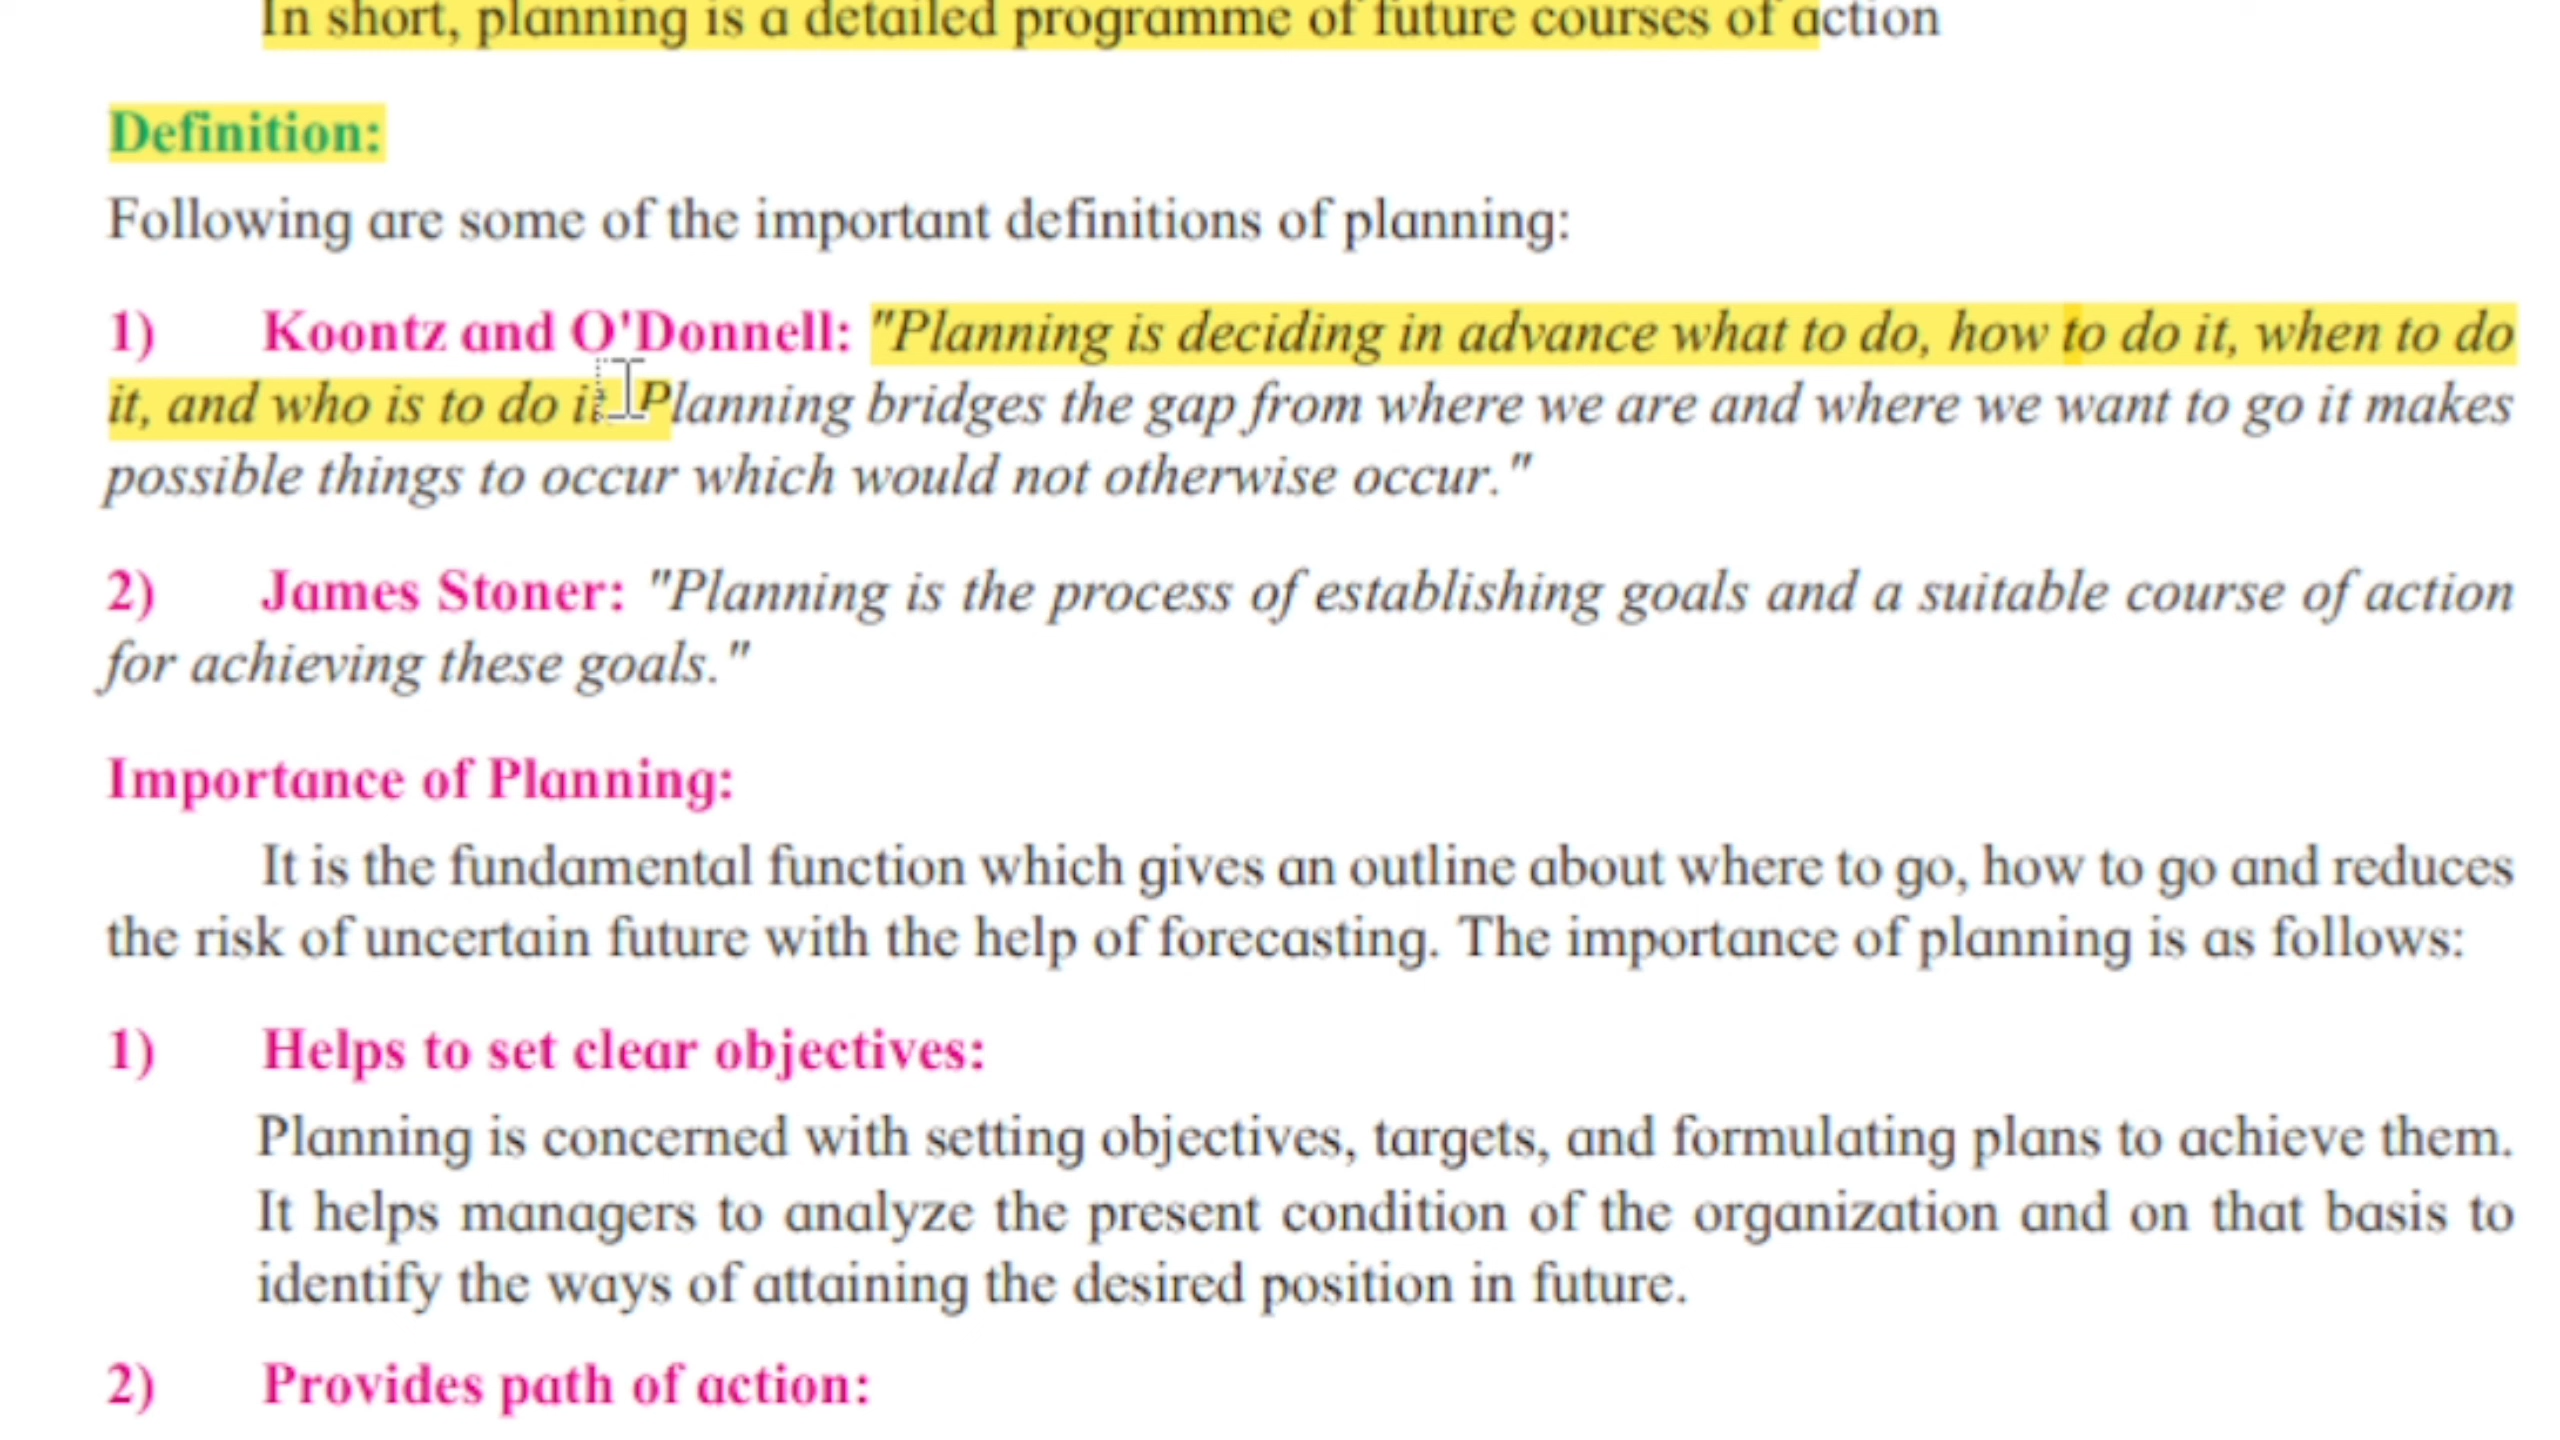 In short, planning is a detailed programme of future courses of action
Definition:
Following are some of the important definitions of planning:
1) Koontz and O'Donnell: "Planning is deciding in advance what to do, how to do it, when to do
it, and who is to do it. Planning bridges the gap from where we are and where we want to go it makes
possible things to occur which would not otherwise occur."
2) James Stoner: "Planning is the process of establishing goals and a suitable course of action
for achieving these goals."
Importance of Planning:
It is the fundamental function which gives an outline about where to go, how to go and reduces
the risk of uncertain future with the help of forecasting. The importance of planning is as follows:
1) Helps to set clear objectives:
Planning is concerned with setting objectives, targets, and formulating plans to achieve them.
It helps managers to analyze the present condition of the organization and on that basis to
identify the ways of attaining the desired position in future.
2) Provides path of action: